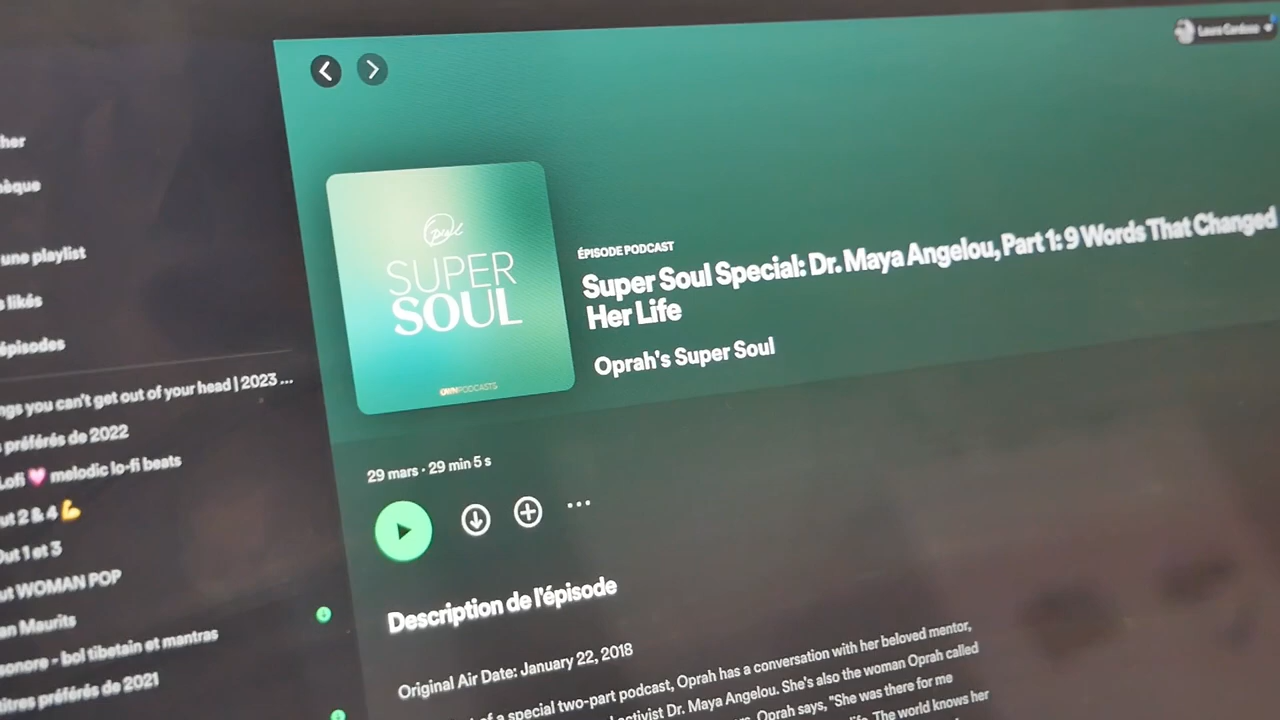 Laura Cardoso
her
hèque
une playlist
s likés
épisodes
ngs you can't get out of your head | 2023 ...
préférés de 2022
Lofi 💗 melodic lo-fi beats
ut 2 & 4 💪
Out 1 et 3
ut WOMAN POP
an Maurits
sonore - bol tibetain et mantras
titres préférés de 2021
SUPER
SOUL
OWN PODCASTS
ÉPISODE PODCAST
Super Soul Special: Dr. Maya Angelou, Part 1: 9 Words That Changed
Her Life
Oprah's Super Soul
29 mars · 29 min 5 s
Description de l'épisode
Original Air Date: January 22, 2018
of a special two-part podcast, Oprah has a conversation with her beloved mentor,
activist Dr. Maya Angelou. She's also the woman Oprah called
Oprah says, "She was there for me
The world knows her